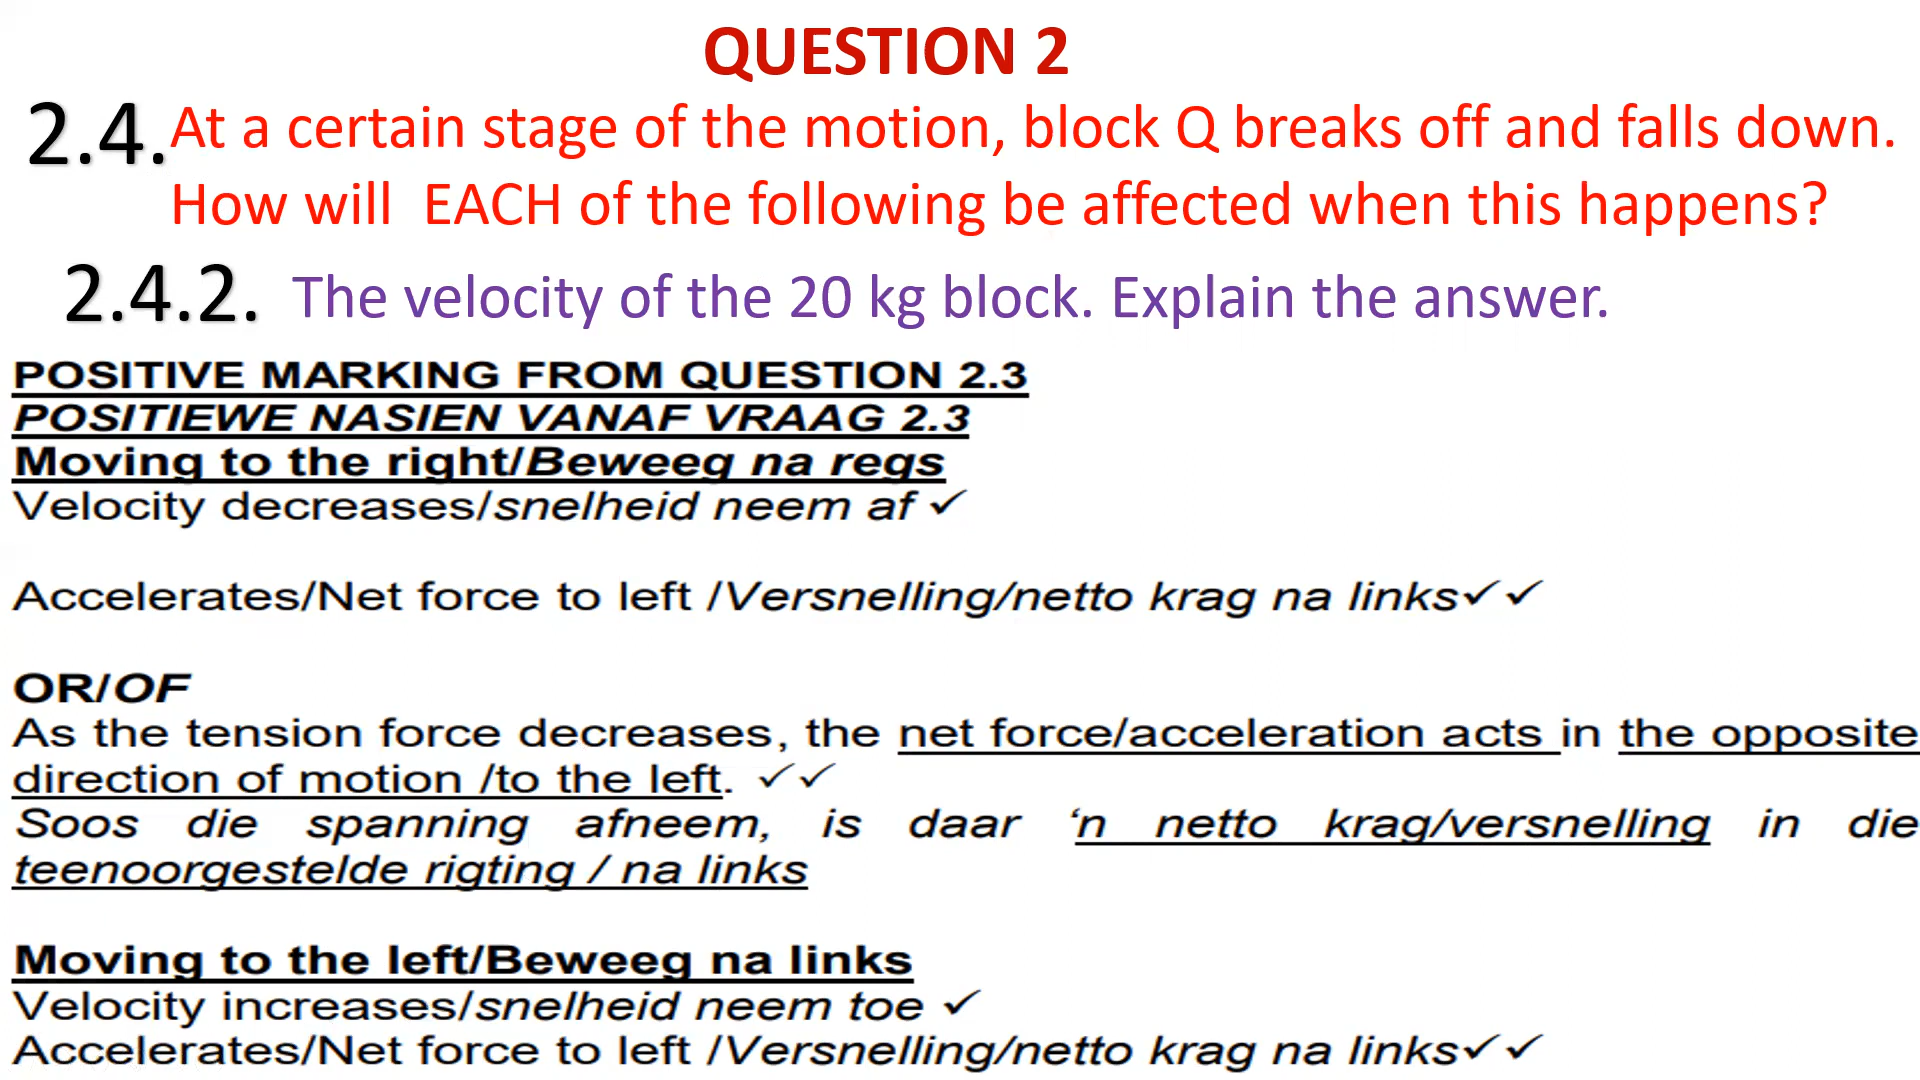 QUESTION 2
2.4. At a certain stage of the motion, block Q breaks off and falls down.
How will EACH of the following be affected when this happens?
2.4.2. The velocity of the 20 kg block. Explain the answer.
POSITIVE MARKING FROM QUESTION 2.3
POSITIEWE NASIEN VANAF VRAAG 2.3
Moving to the right/Beweeg na regs
Velocity decreases/snelheid neem af ✓
Accelerates/Net force to left /Versnelling/netto krag na links✓✓
OR/OF
As the tension force decreases, the net force/acceleration acts in the opposite
direction of motion /to the left. ✓✓
Soos die spanning afneem, is daar ‘n netto krag/versnelling in die
teenoorgestelde rigting / na links
Moving to the left/Beweeg na links
Velocity increases/snelheid neem toe ✓
Accelerates/Net force to left /Versnelling/netto krag na links✓✓